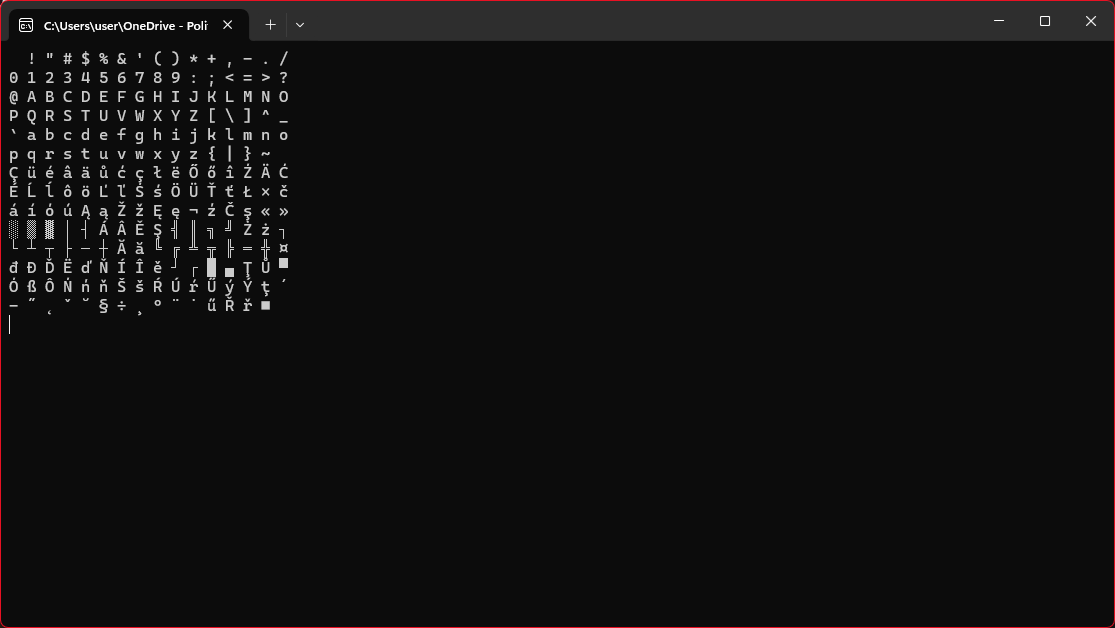 C:\Users\user\OneDrive - Poli
! " # $ % & ' ( ) * + , - . /
0 1 2 3 4 5 6 7 8 9 : ; < = > ?
@ A B C D E F G H I J K L M N O
P Q R S T U V W X Y Z [ \ ] ^ _
` a b c d e f g h i j k l m n o
p q r s t u v w x y z { | } ~
Ç ü é â ä ů ć ç ł ë Ő ő î Ź Ä Ć
É Ĺ ĺ ô ö Ľ ľ Ś ś Ö Ü Ť ť Ł × č
á í ó ú Ą ą Ž ž Ę ę ¬ ź Č ş « »
░ ▒ ▓ │ ┤ Á Â Ě Ş ╣ ║ ╗ ╝ Ż ż ┐
└ ┴ ┬ ├ ─ ┼ Ă ă ╚ ╔ ╩ ╦ ╠ ═ ╬ ¤
đ Đ Ď Ë ď Ň Í Î ě ┘ ┌ █ ▄ Ţ Ů ▀
Ó ß Ô Ń ń ň Š š Ŕ Ú ŕ Ű ý Ý ţ ´
- ˝ ˛ ˇ ˘ § ÷ ¸ ° ¨ ˙ ű Ř ř ■